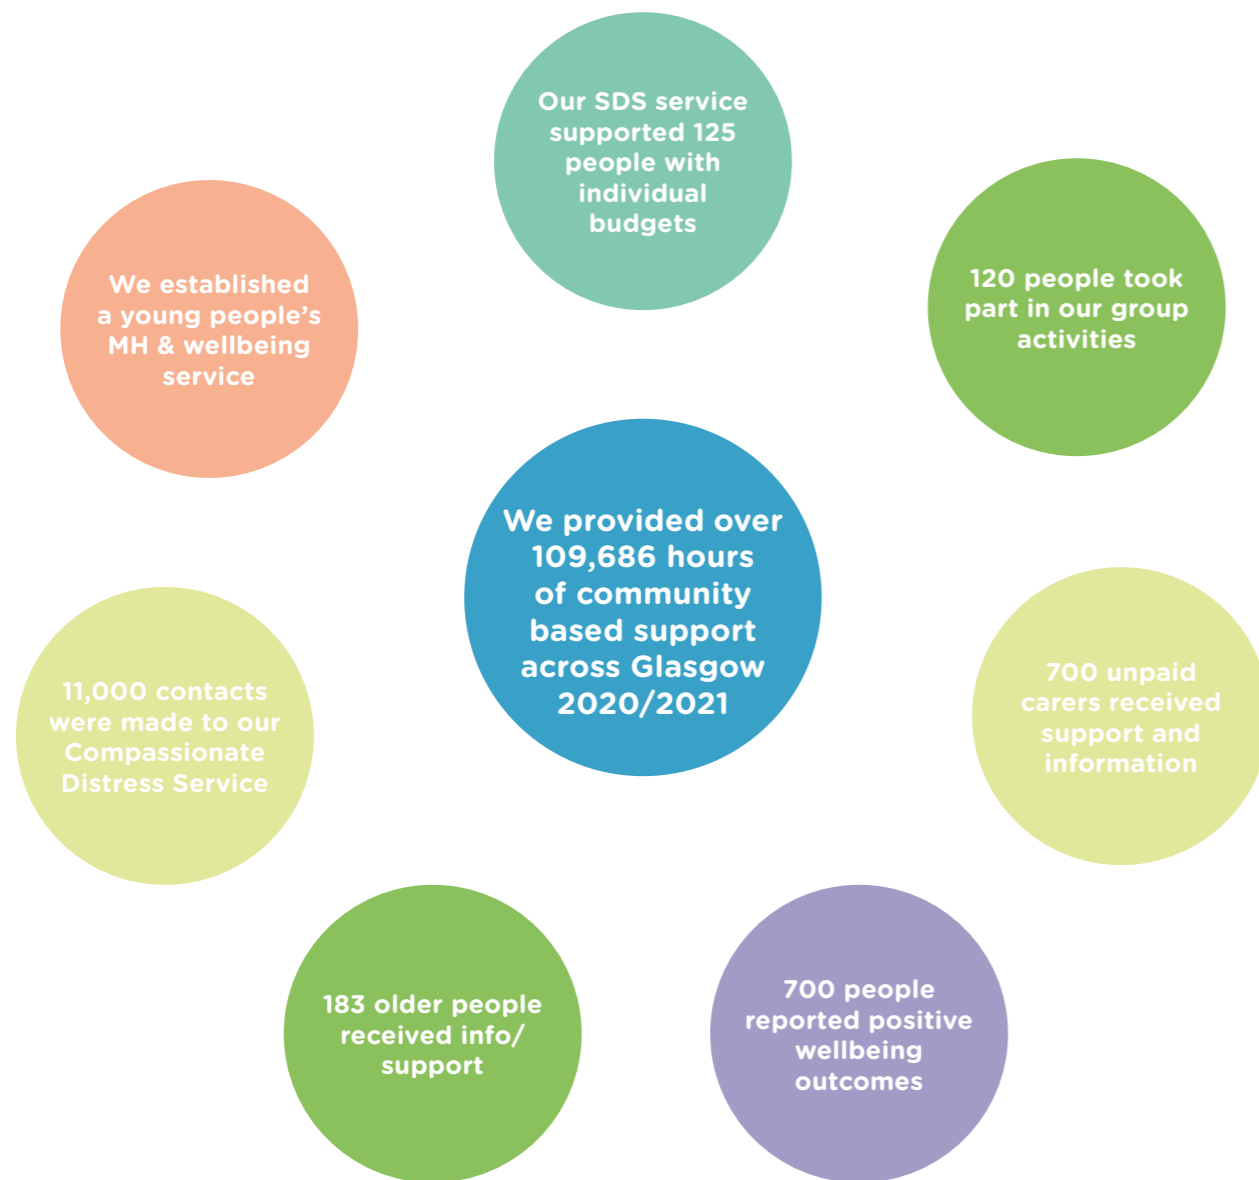 Our SDS service
supported 125
people with
individual
budgets
We established
a young people’s
MH & wellbeing
service
120 people took
part in our group
activities
We provided over
109,686 hours
of community
based support
across Glasgow
2020/2021
11,000 contacts
were made to our
Compassionate
Distress Service
700 unpaid
carers received
support and
information
183 older people
received info/
support
700 people
reported positive
wellbeing
outcomes